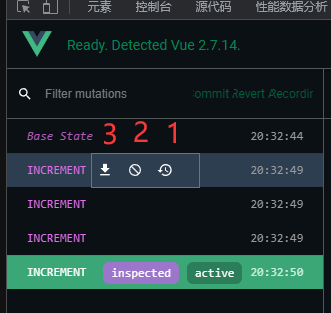 元素 控制台 源代码 性能数据分析
Ready. Detected Vue 2.7.14.
Filter mutations Commit Revert Recordin
3 2 1
Base State 20:32:44
INCREMENT 20:32:49
INCREMENT 20:32:49
INCREMENT 20:32:49
INCREMENT inspected active 20:32:50